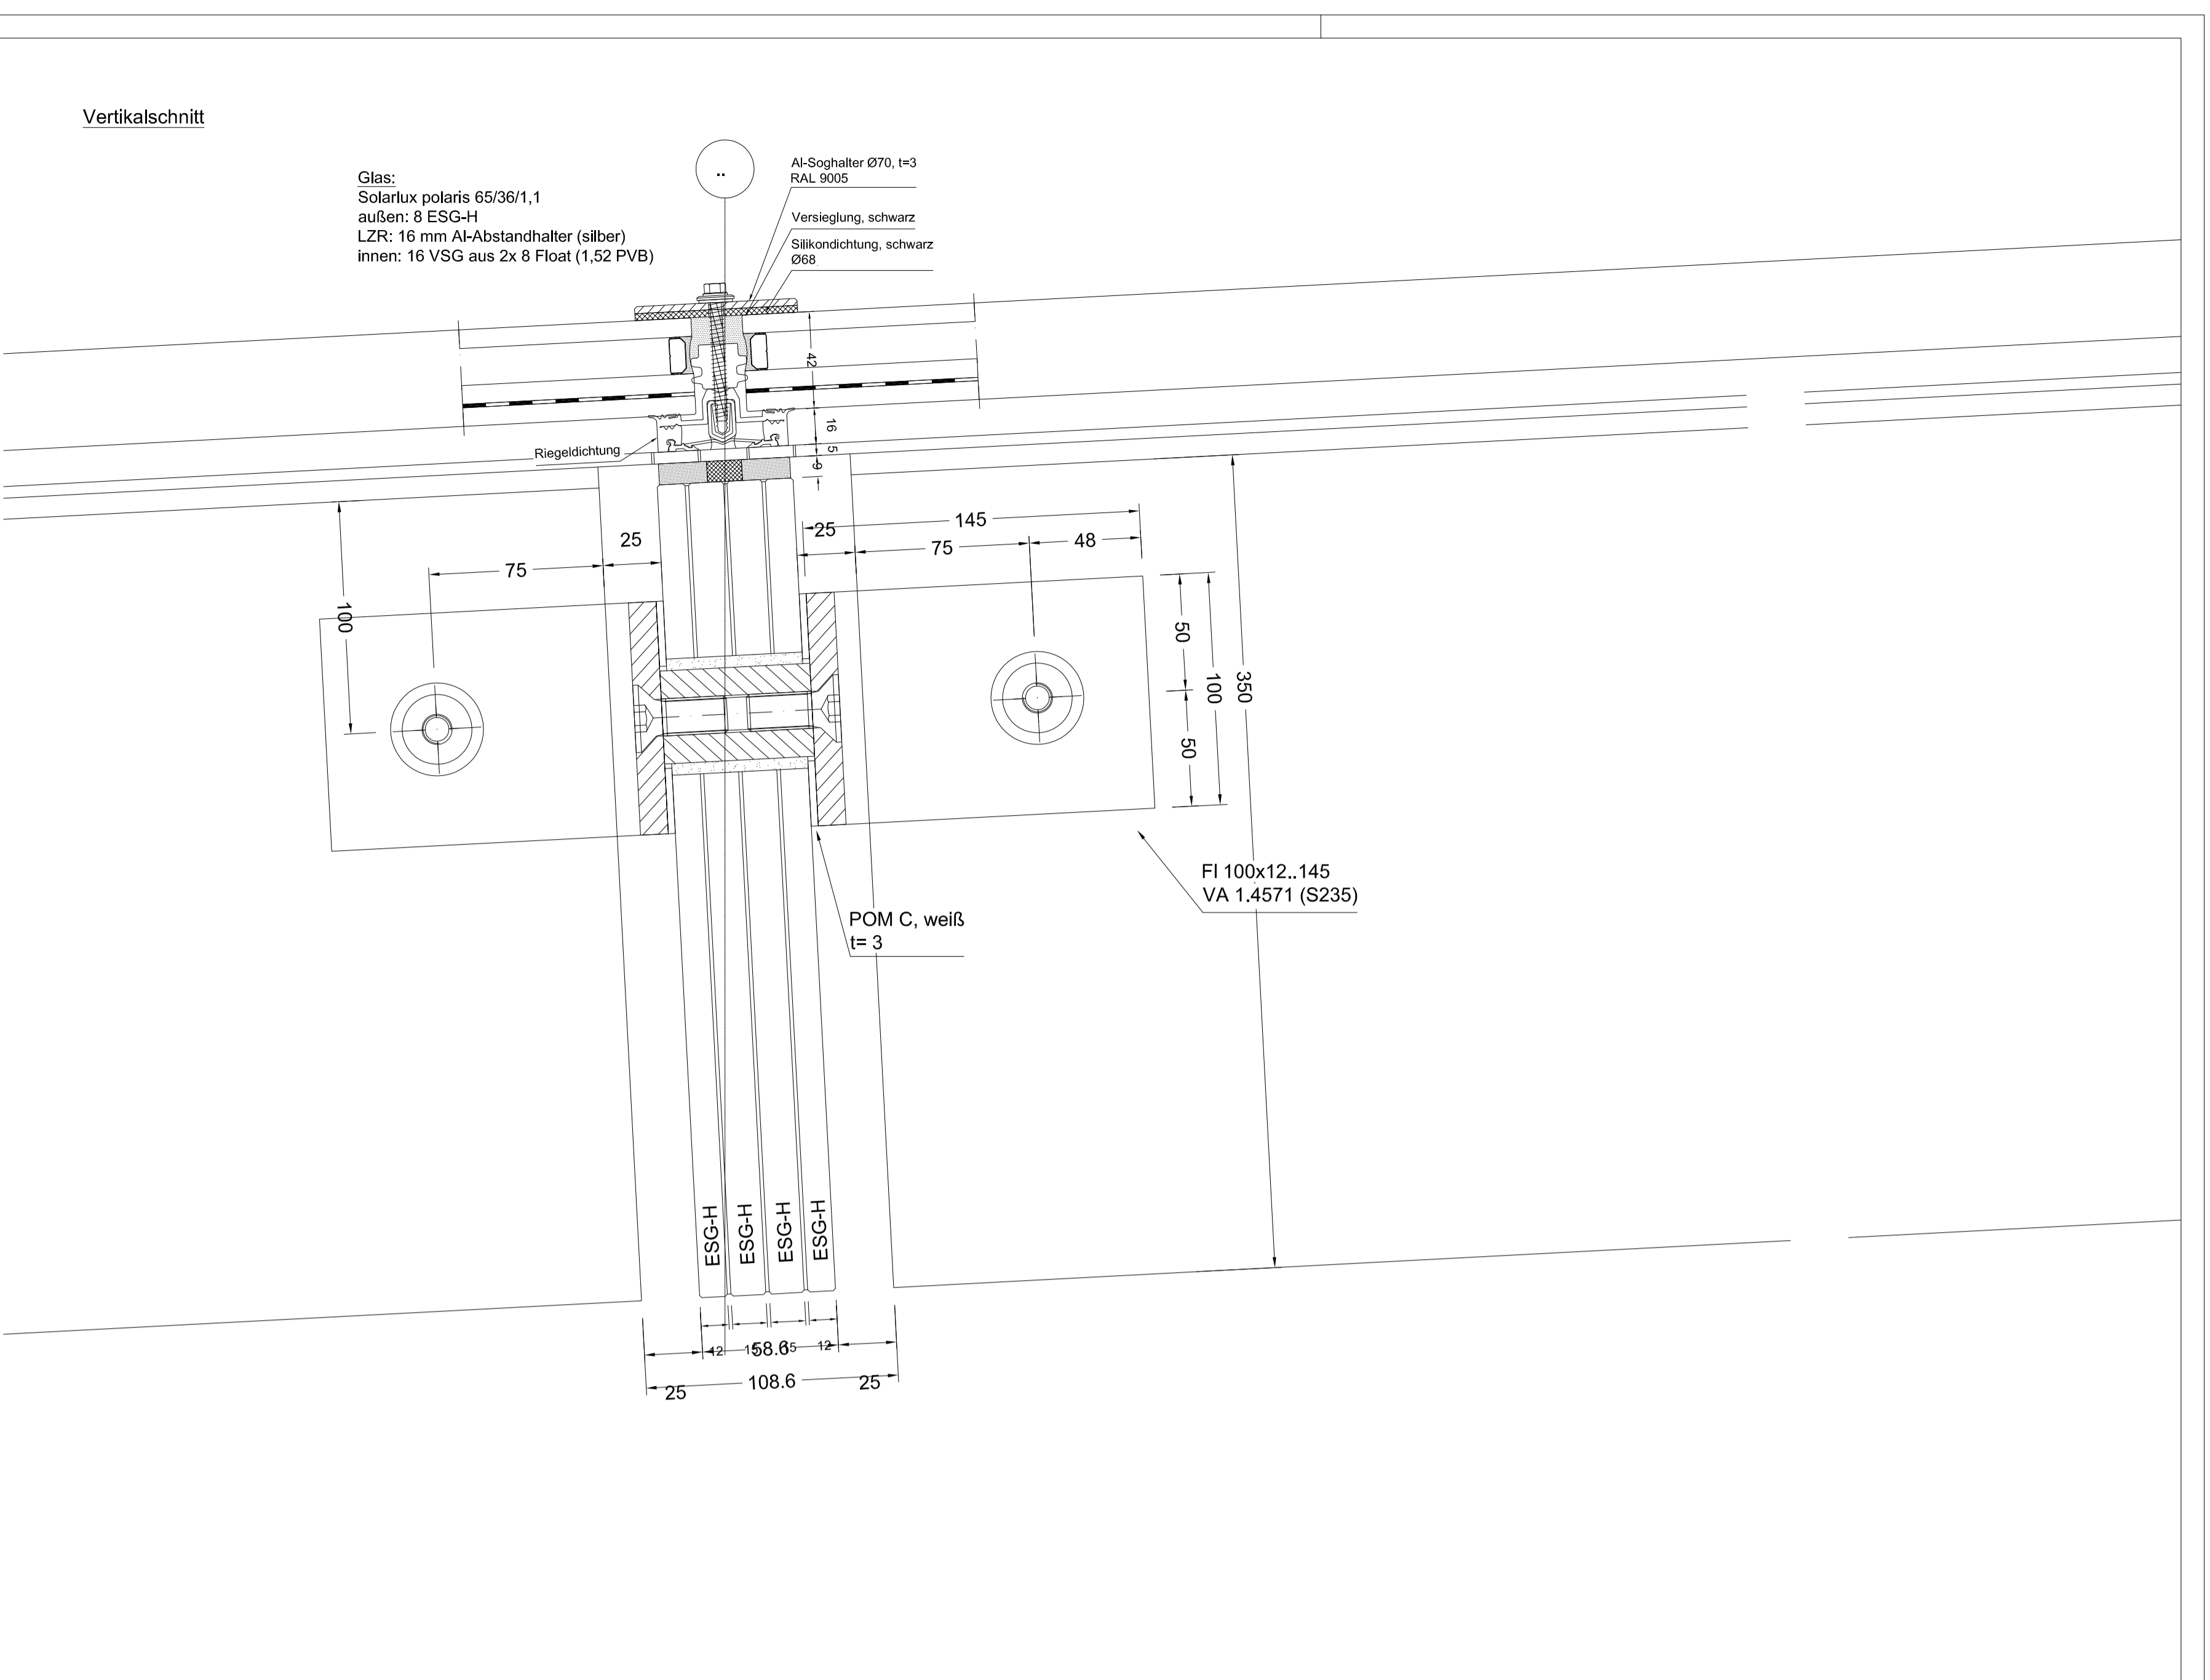 Vertikalschnitt
Glas:
Solarlux polaris 65/36/1,1
außen: 8 ESG-H
LZR: 16 mm Al-Abstandhalter (silber)
innen: 16 VSG aus 2x 8 Float (1,52 PVB)
..
Al-Soghalter Ø70, t=3
RAL 9005
Versieglung, schwarz
Silikondichtung, schwarz
Ø68
42
16
5
9
Riegeldichtung
25
75
100
25
145
75
48
50
100
50
350
Fl 100x12..145
VA 1.4571 (S235)
POM C, weiß
t= 3
ESG-H
ESG-H
ESG-H
ESG-H
12
15
58.6
15
12
25
108.6
25